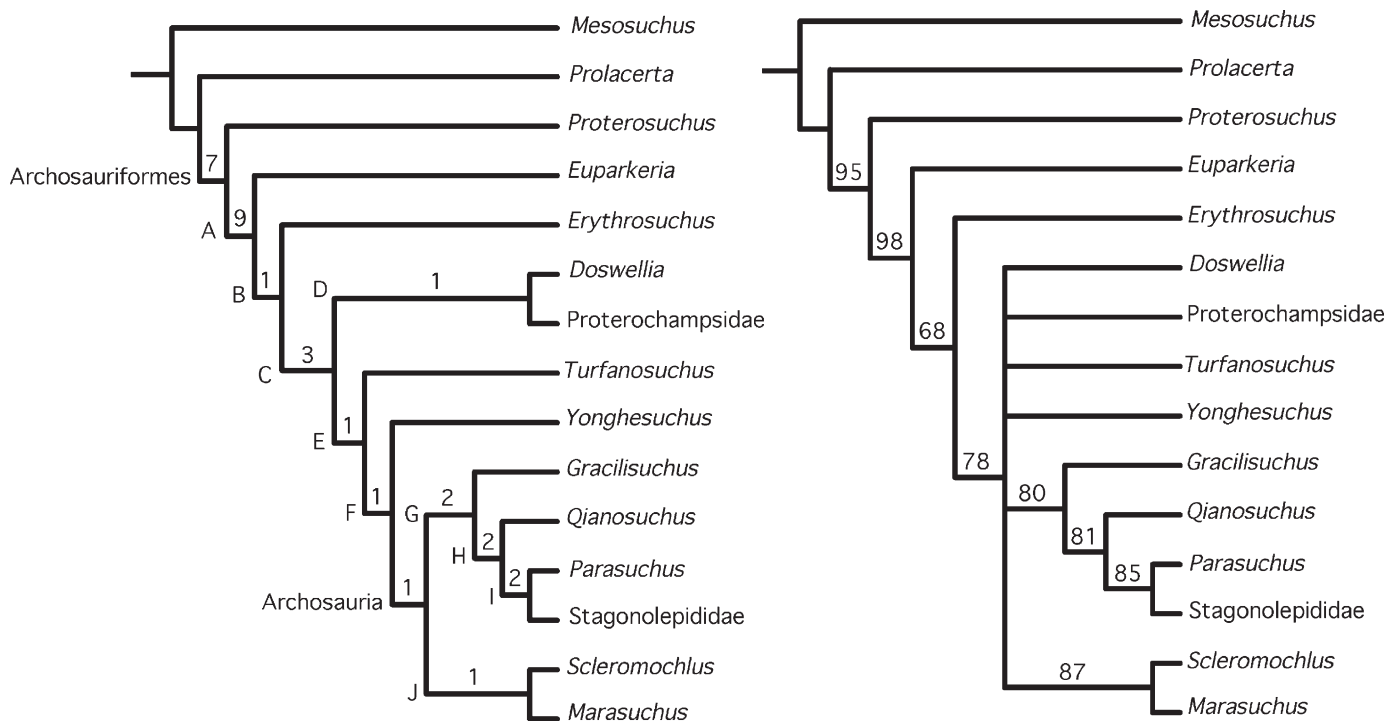 Mesosuchus
Prolacerta
Proterosuchus
7
Archosauriformes
Euparkeria
9
A
Erythrosuchus
1
B
D
1
Doswellia
Proterochampsidae
3
C
Turfanosuchus
1
E
Yonghesuchus
1
F
G
2
Gracilisuchus
Qianosuchus
2
H
Parasuchus
2
I
Stagonolepididae
1
Archosauria
Scleromochlus
1
J
Marasuchus
Mesosuchus
Prolacerta
Proterosuchus
95
Euparkeria
98
Erythrosuchus
68
Doswellia
Proterochampsidae
Turfanosuchus
Yonghesuchus
78
Gracilisuchus
80
Qianosuchus
81
Parasuchus
85
Stagonolepididae
Scleromochlus
87
Marasuchus